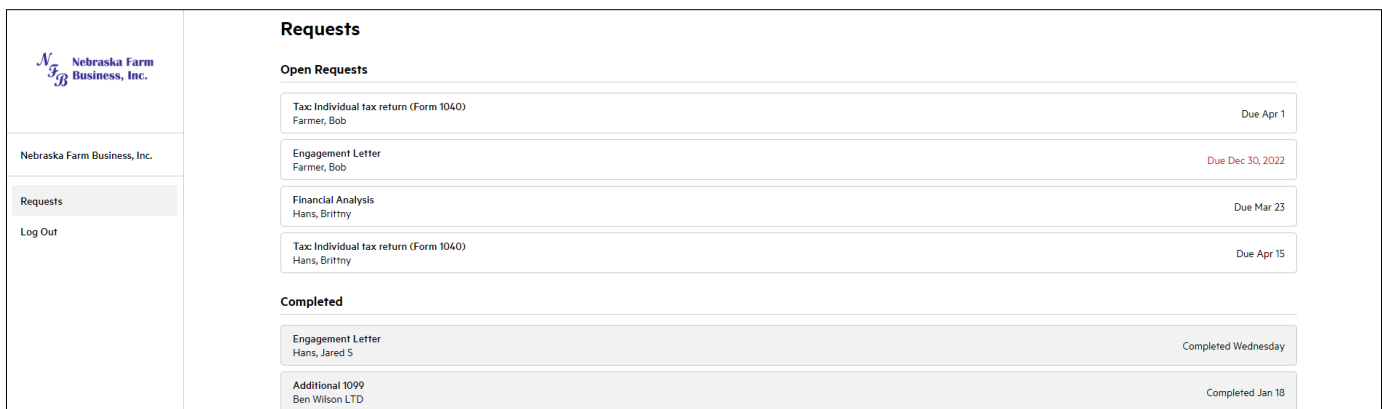 NFB Nebraska Farm
Business, Inc.
Nebraska Farm Business, Inc.
Requests
Log Out
Requests
Open Requests
Tax: Individual tax return (Form 1040)
Farmer, Bob
Due Apr 1
Engagement Letter
Farmer, Bob
Due Dec 30, 2022
Financial Analysis
Hans, Brittny
Due Mar 23
Tax: Individual tax return (Form 1040)
Hans, Brittny
Due Apr 15
Completed
Engagement Letter
Hans, Jared S
Completed Wednesday
Additional 1099
Ben Wilson LTD
Completed Jan 18